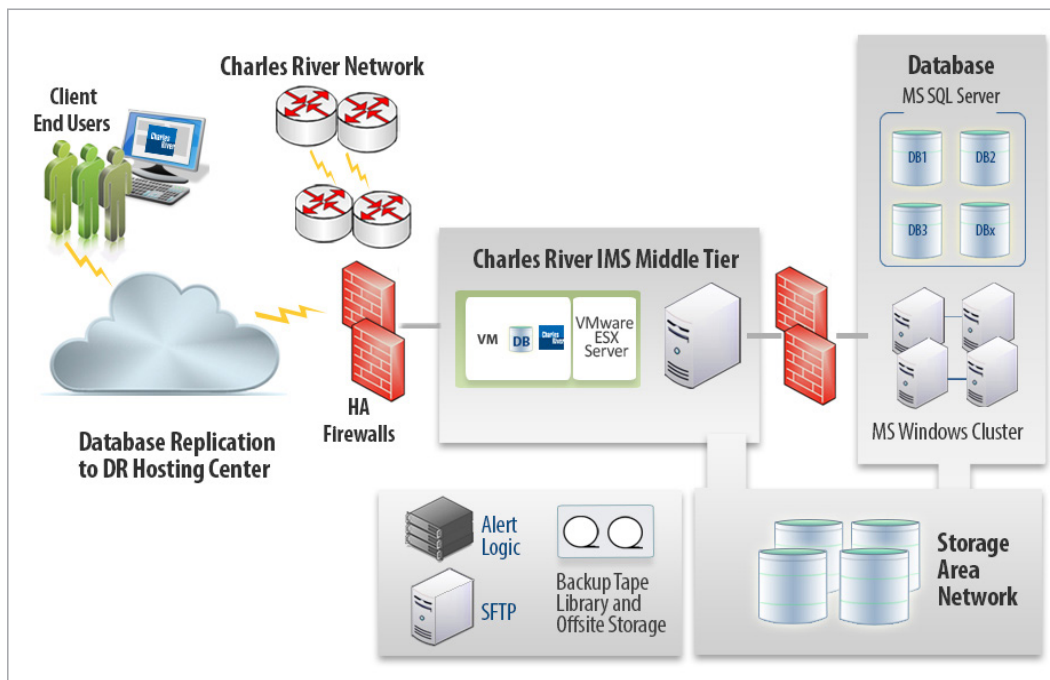 Client
End Users
Charles
River
Charles River Network
Database Replication
to DR Hosting Center
HA
Firewalls
Charles River IMS Middle Tier
VM
DB
Charles
River
VMware
ESX
Server
Database
MS SQL Server
DB1
DB2
DB3
DBx
MS Windows Cluster
Alert
Logic
SFTP
Backup Tape
Library and
Offsite Storage
Storage
Area
Network